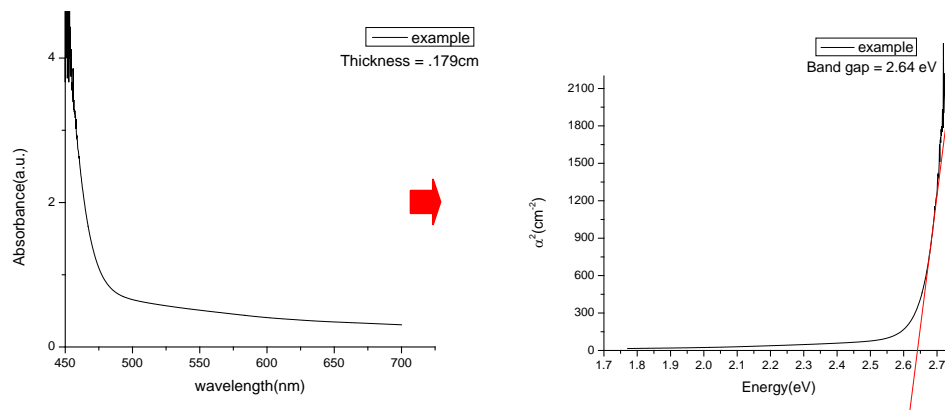 example
Thickness = .179cm
Absorbance(a.u.)
4
2
0
450 500 550 600 650 700
wavelength(nm)
example
Band gap = 2.64 eV
α²(cm⁻²)
2100
1800
1500
1200
900
600
300
0
1.7 1.8 1.9 2.0 2.1 2.2 2.3 2.4 2.5 2.6 2.7
Energy(eV)